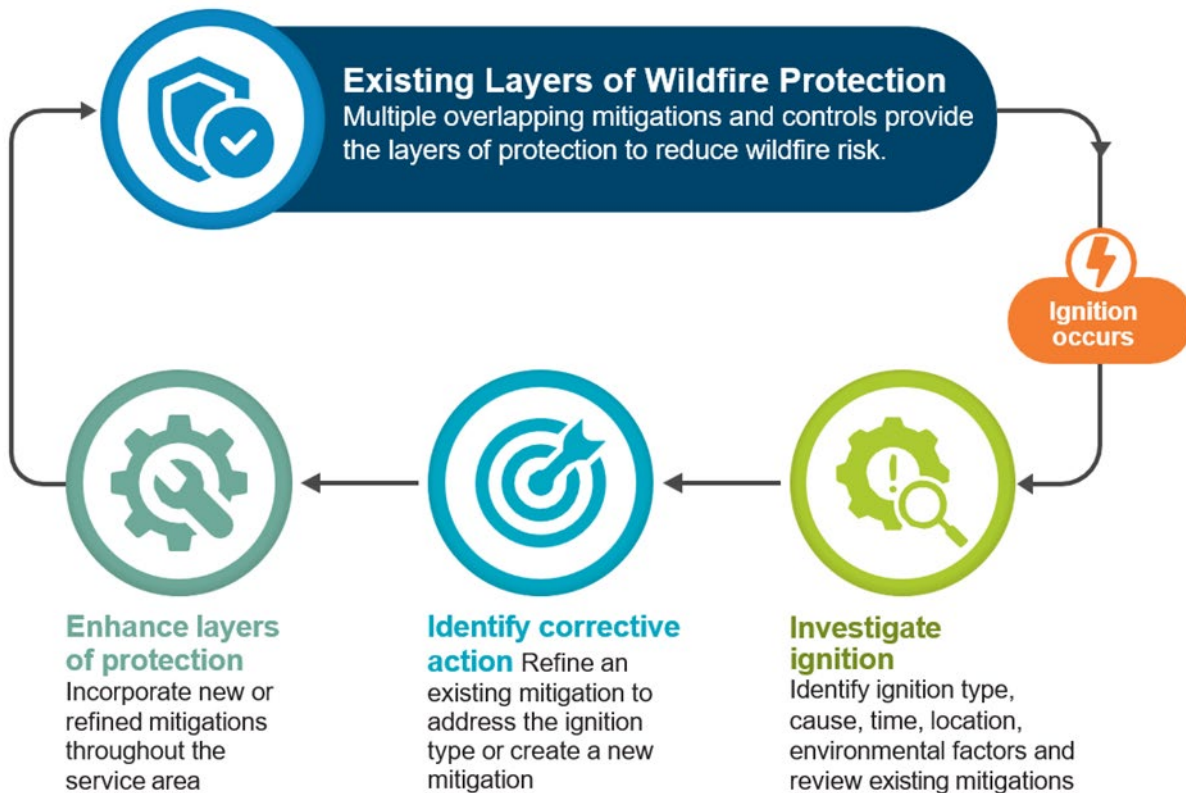 Existing Layers of Wildfire Protection
Multiple overlapping mitigations and controls provide
the layers of protection to reduce wildfire risk.
Ignition
occurs
Investigate
ignition
Identify ignition type,
cause, time, location,
environmental factors and
review existing mitigations
Identify corrective
action Refine an
existing mitigation to
address the ignition
type or create a new
mitigation
Enhance layers
of protection
Incorporate new or
refined mitigations
throughout the
service area